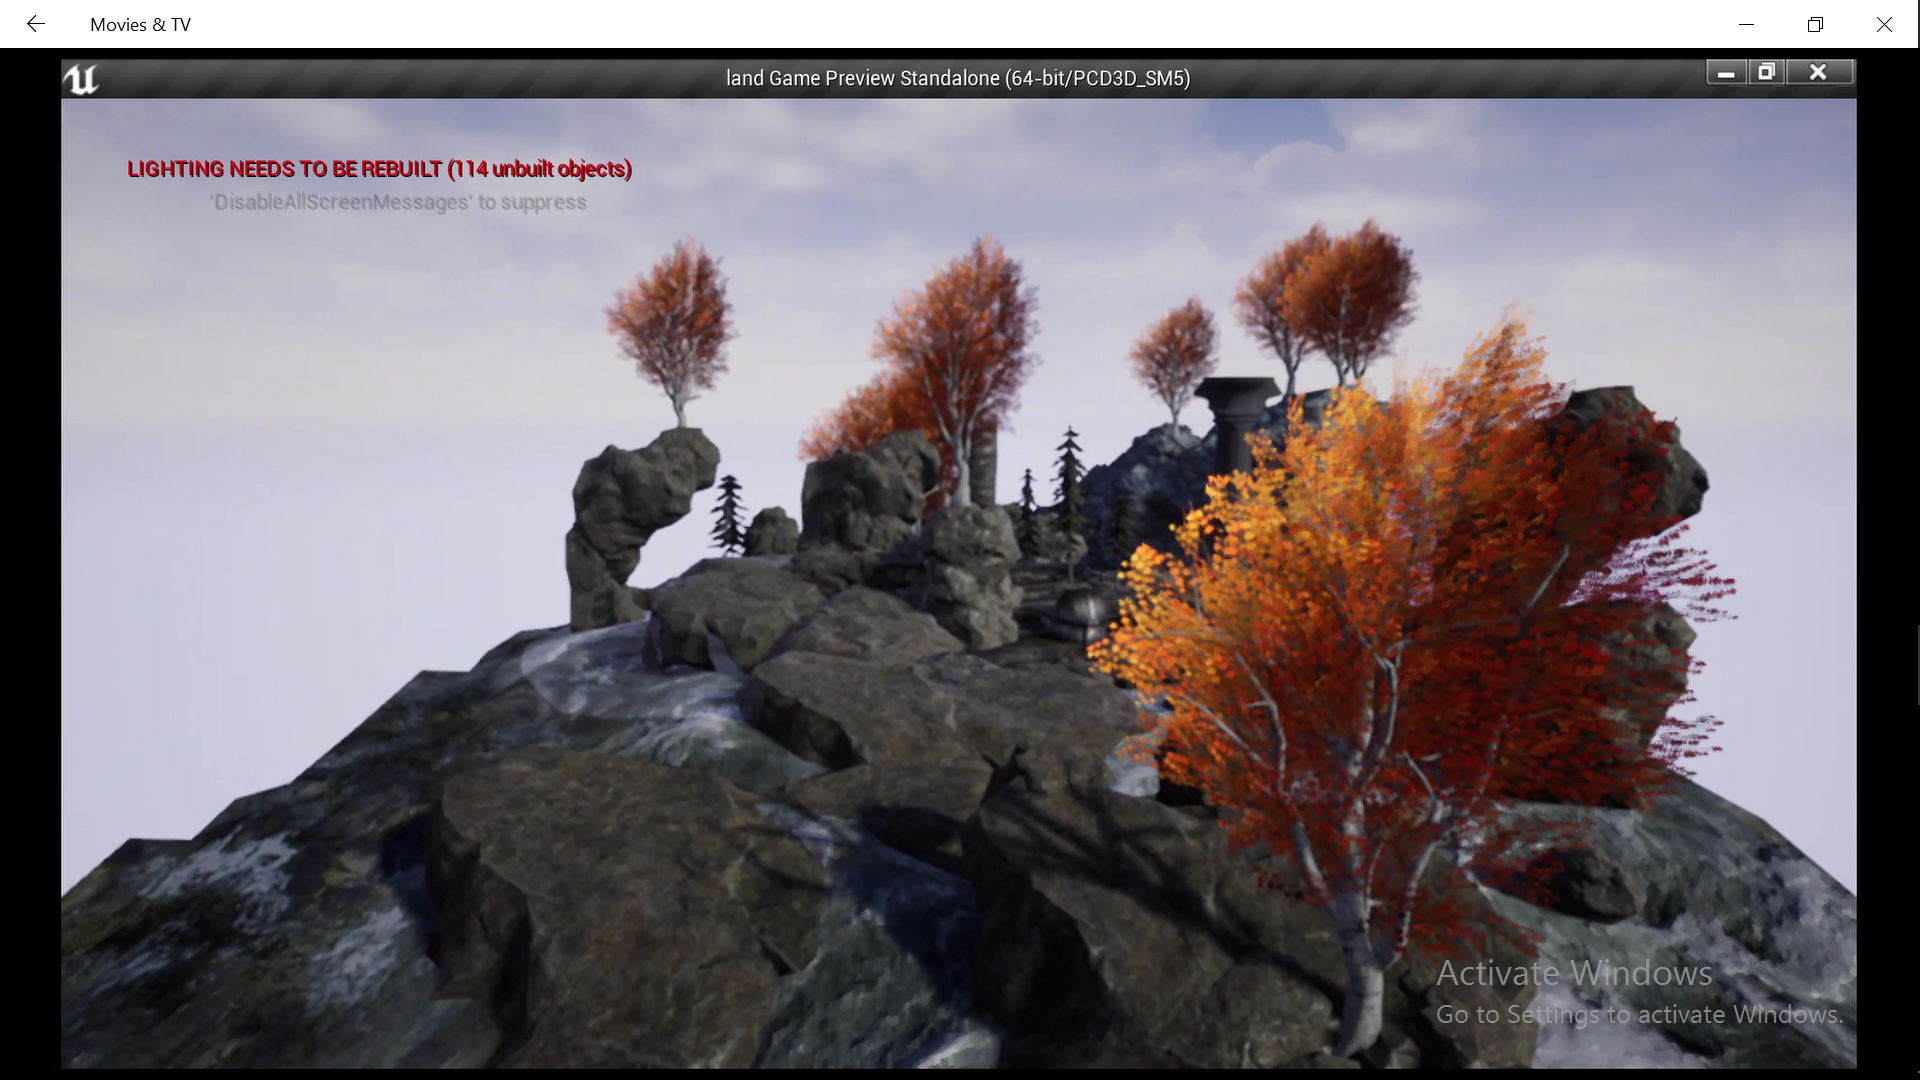 Movies & TV
land Game Preview Standalone (64-bit/PCD3D_SM5)
LIGHTING NEEDS TO BE REBUILT (114 unbuilt objects)
'DisableAllScreenMessages' to suppress
Activate Windows
Go to Settings to activate Windows.